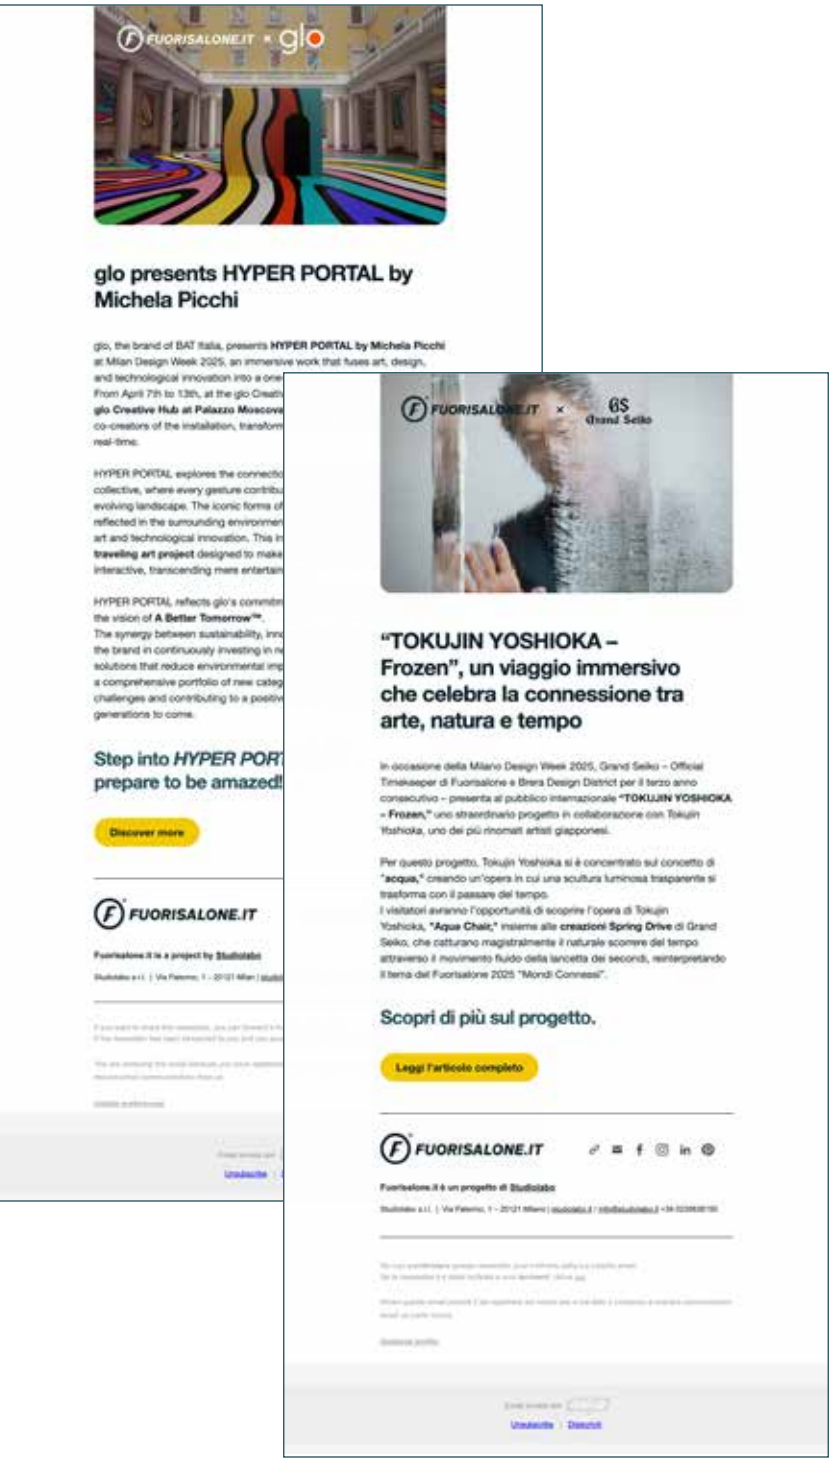 FUORISALONE.IT × glo
glo presents HYPER PORTAL by
Michela Picchi
glo, the brand of BAT Italia, presents HYPER PORTAL by Michela Picchi
at Milan Design Week 2025, an immersive work that fuses art, design,
and technological innovation into a one
From April 7th to 13th, at the glo Creati
glo Creative Hub at Palazzo Moscova
co-creators of the installation, transform
real-time.
HYPER PORTAL explores the connectio
collective, where every gesture contribu
evolving landscape. The iconic forms of
reflected in the surrounding environmen
art and technological innovation. This in
traveling art project designed to make
interactive, transcending mere entertain
HYPER PORTAL reflects glo's commitm
the vision of A Better Tomorrow™.
The synergy between sustainability, inno
the brand in continuously investing in ne
solutions that reduce environmental imp
a comprehensive portfolio of new categ
challenges and contributing to a positive
generations to come.
Step into HYPER PORT
prepare to be amazed!
Discover more
FUORISALONE.IT
Fuorisalone.it is a project by Studiolabo
Studiolabo s.r.l. | Via Palermo, 1 - 20121 Milan |
Unsubscribe |
FUORISALONE.IT × GS
Grand Seiko
“TOKUJIN YOSHIOKA –
Frozen”, un viaggio immersivo
che celebra la connessione tra
arte, natura e tempo
In occasione della Milano Design Week 2025, Grand Seiko – Official
Timekeeper di Fuorisalone e Brera Design District per il terzo anno
consecutivo – presenta al pubblico internazionale “TOKUJIN YOSHIOKA
– Frozen,” uno straordinario progetto in collaborazione con Tokujin
Yoshioka, uno dei più rinomati artisti giapponesi.
Per questo progetto, Tokujin Yoshioka si è concentrato sul concetto di
“acqua,” creando un'opera in cui una scultura luminosa trasparente si
trasforma con il passare del tempo.
I visitatori avranno l'opportunità di scoprire l'opera di Tokujin
Yoshioka, “Aqua Chair,” insieme alle creazioni Spring Drive di Grand
Seiko, che catturano magistralmente il naturale scorrere del tempo
attraverso il movimento fluido della lancetta dei secondi, reinterpretando
il tema del Fuorisalone 2025 “Mondi Connessi”.
Scopri di più sul progetto.
Leggi l'articolo completo
FUORISALONE.IT
Fuorisalone.it è un progetto di Studiolabo
Studiolabo s.r.l. | Via Palermo, 1 - 20121 Milano | studiolabo.it / info@studiolabo.it
Unsubscribe | Disiscriviti